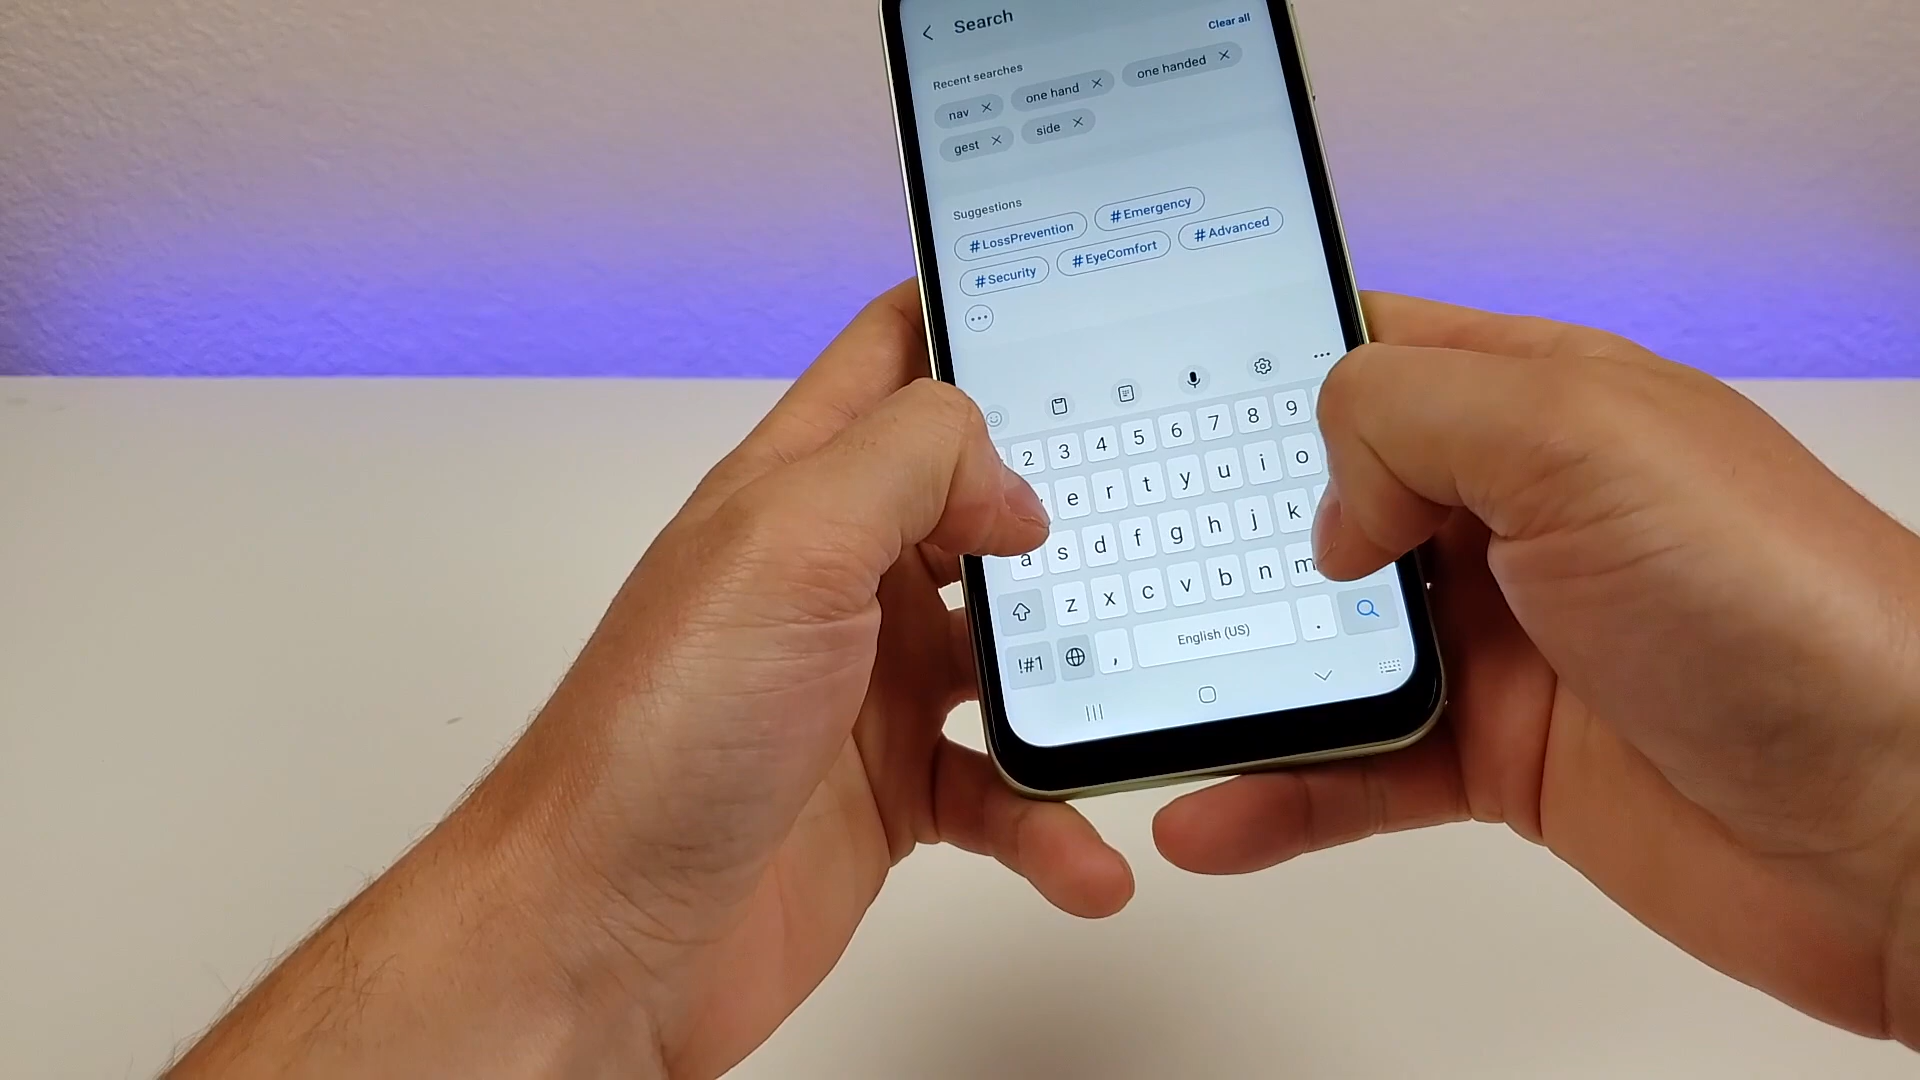 Search
Clear all
Recent searches
nav one hand one handed
gest side
Suggestions
#LossPrevention #Emergency
#Security #EyeComfort #Advanced
2 3 4 5 6 7 8 9
e r t y u i o
a s d f g h j k
z x c v b n m
!#1 , English (US) .